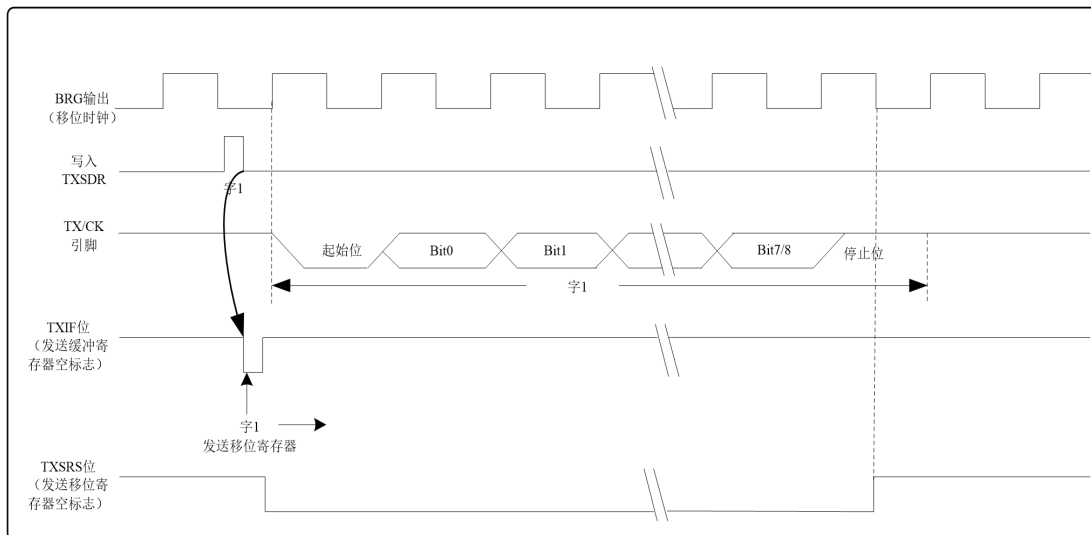 BRG输出
（移位时钟）
写入
TXSDR
字1
TX/CK
引脚
起始位
Bit0
Bit1
Bit7/8
停止位
字1
TXIF位
（发送缓冲寄
存器空标志）
字1
发送移位寄存器
TXSRS位
（发送移位寄
存器空标志）